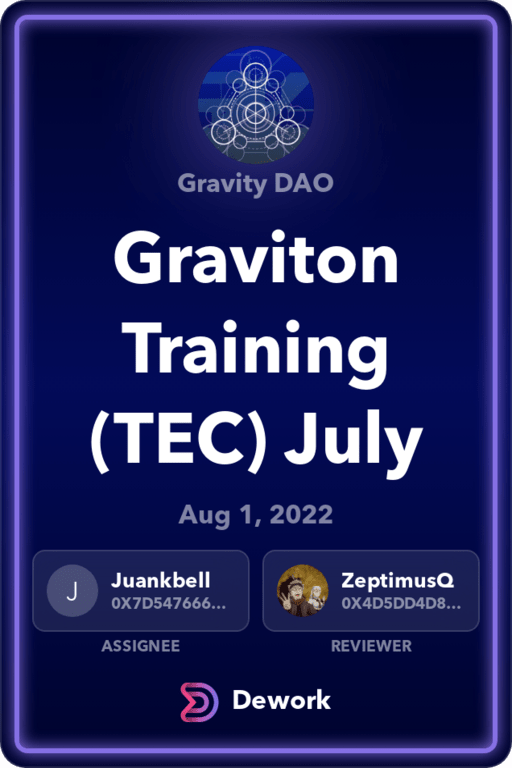 Gravity DAO
Graviton
Training
(TEC) July
Aug 1, 2022
J
Juankbell
0X7D547666...
ZeptimusQ
0X4D5DD4D8...
ASSIGNEE
REVIEWER
Dework